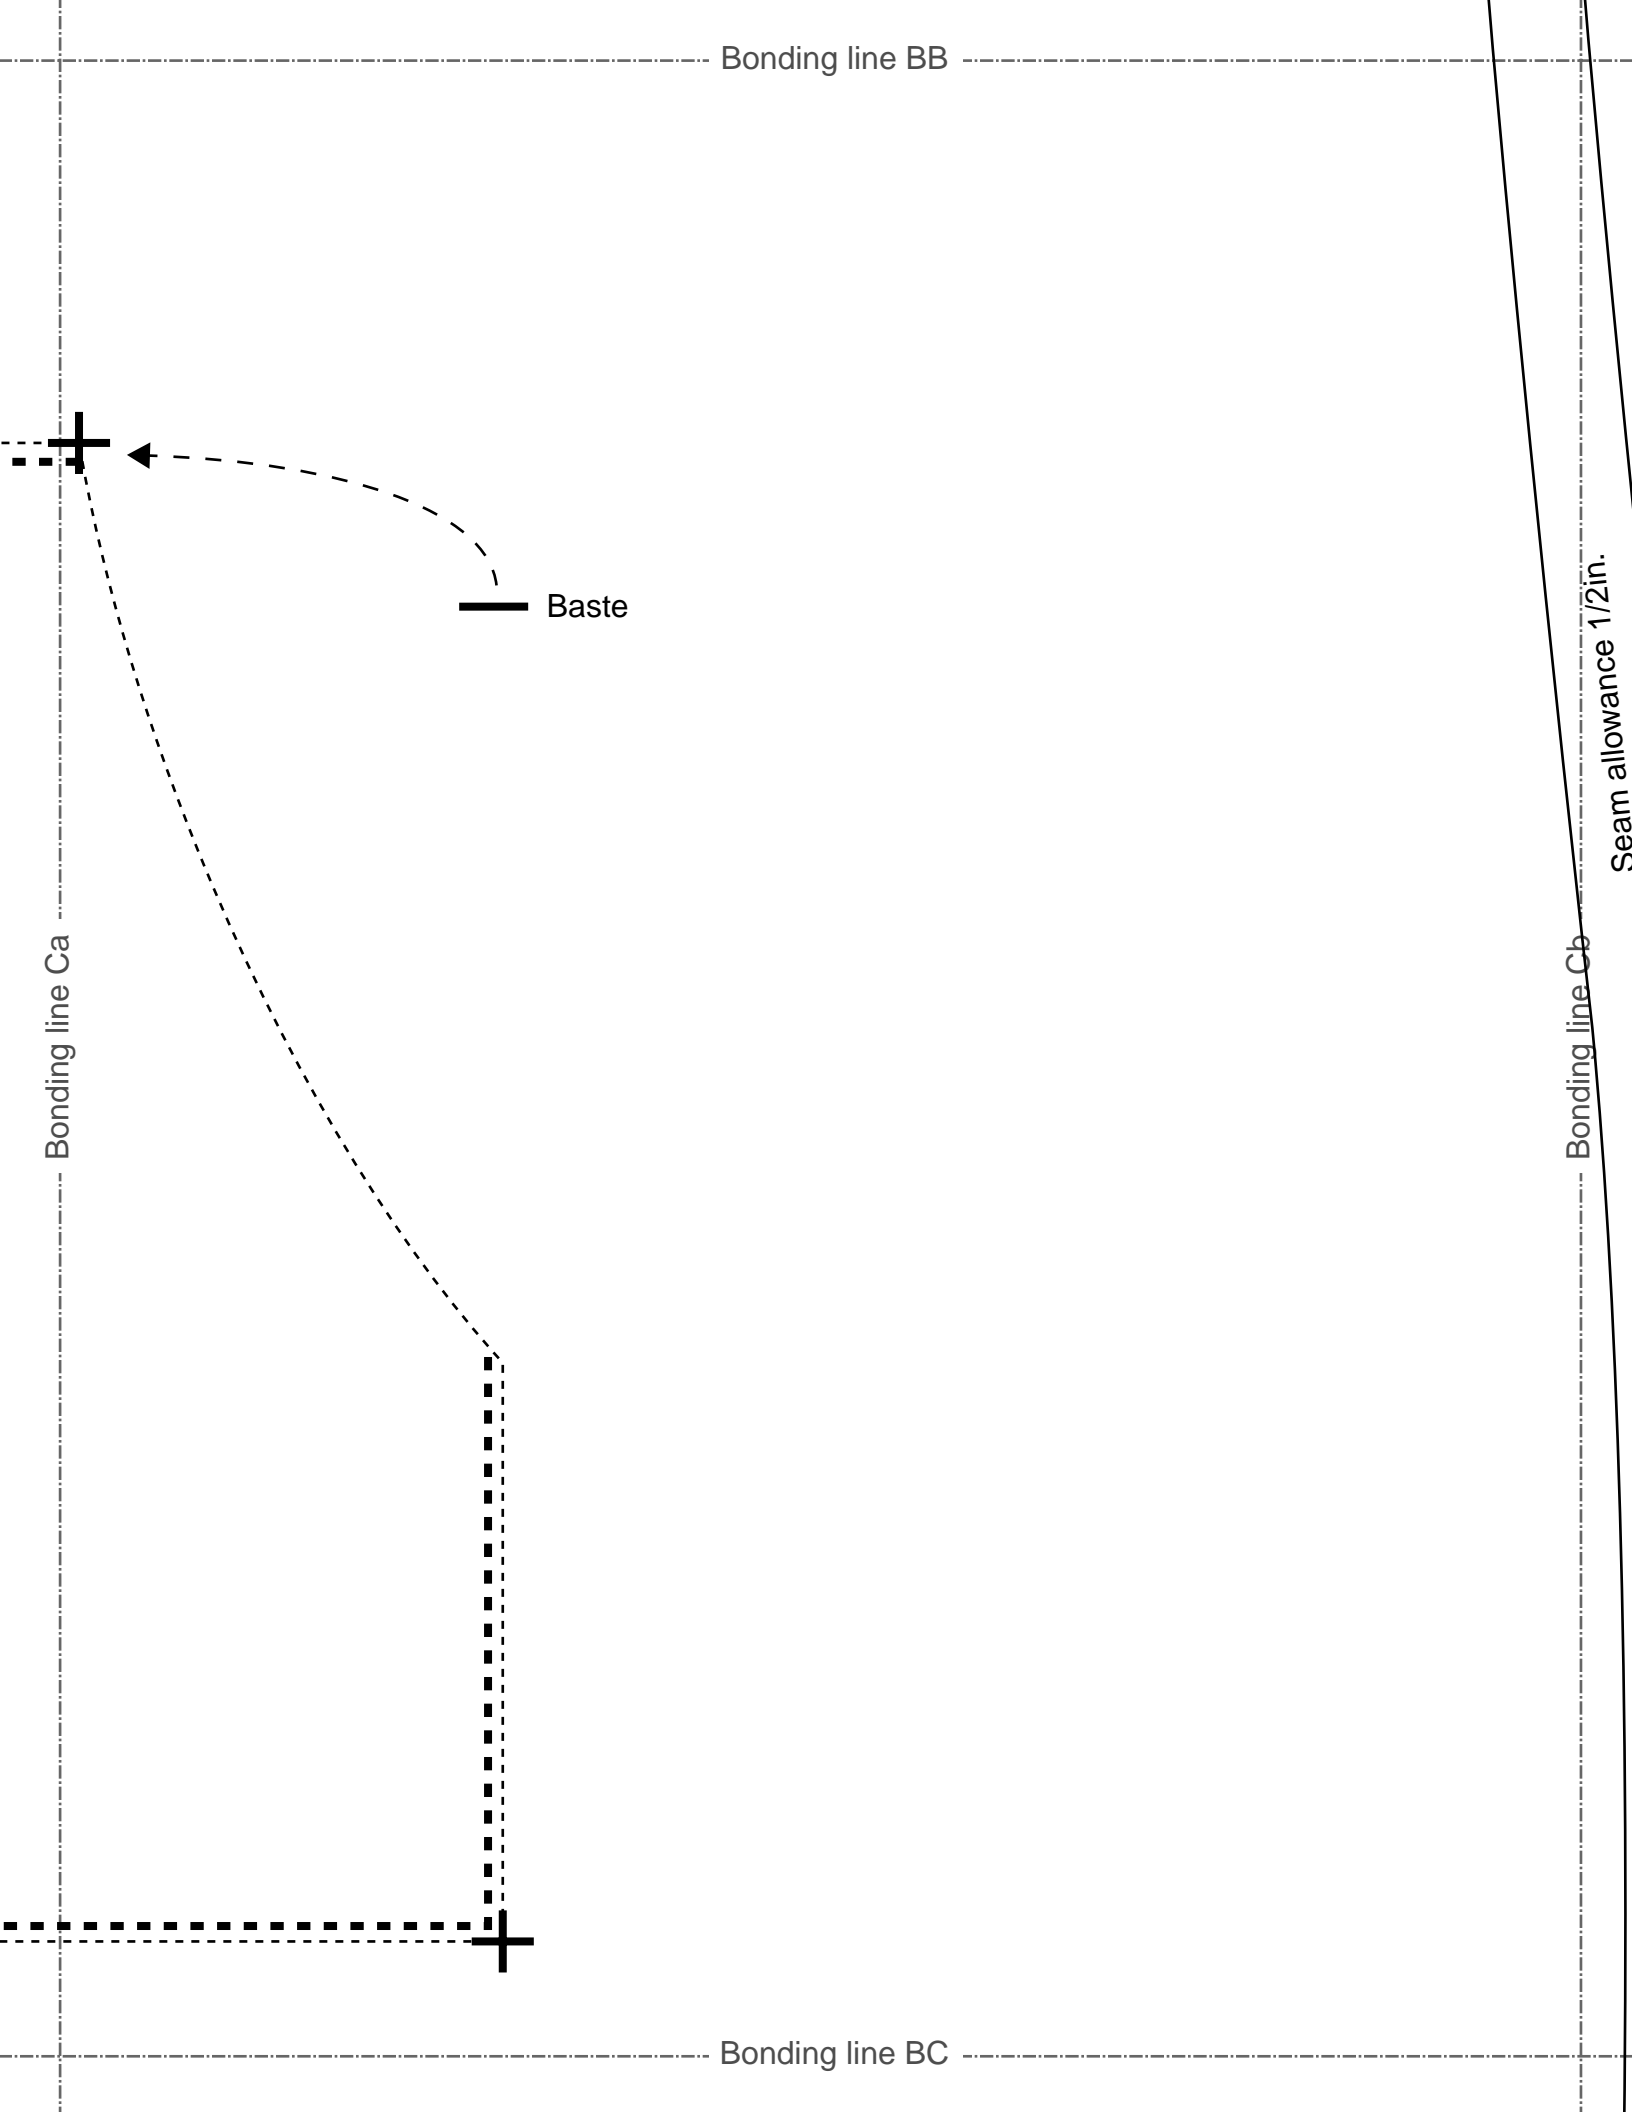 Bonding line BB
Baste
Seam allowance 1/2in.
Bonding line Ca
Bonding line Cb
Bonding line BC